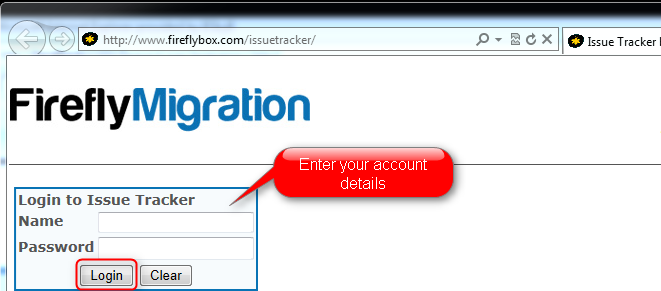 http://www.fireflybox.com/issuetracker/
Issue Tracker
FireflyMigration
Enter your account
details
Login to Issue Tracker
Name
Password
Login Clear